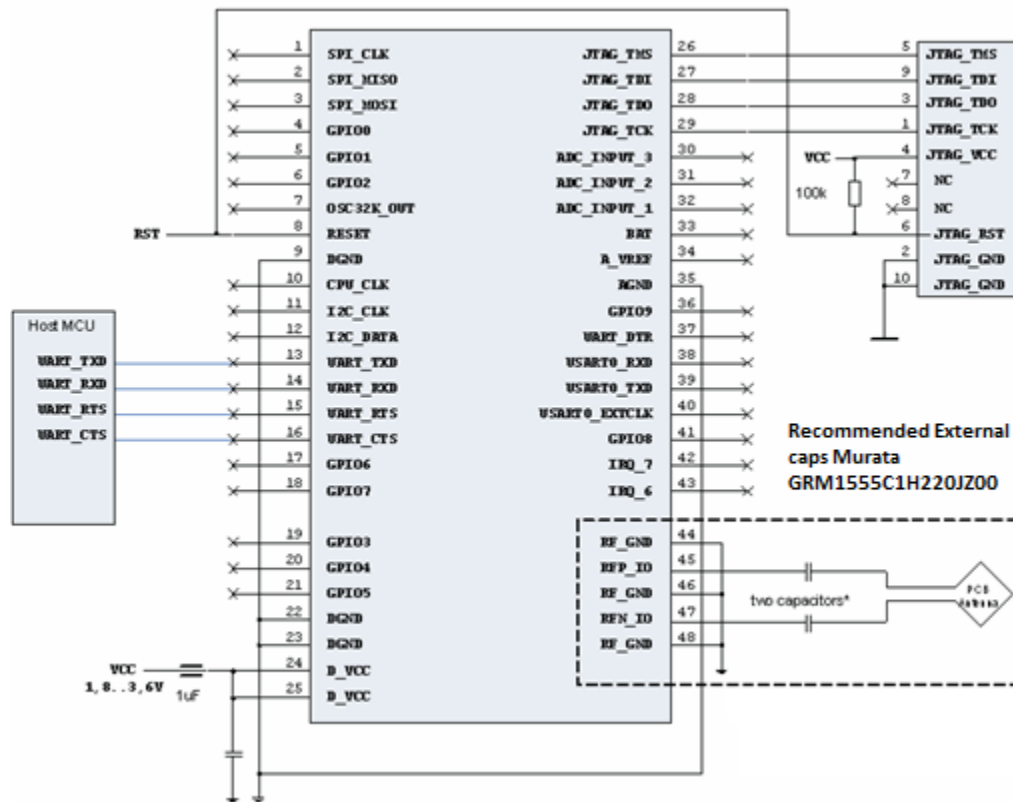 1 SPI_CLK JTAG_TMS 26 5 JTAG_TMS
2 SPI_MISO JTAG_TDI 27 9 JTAG_TDI
3 SPI_MOSI JTAG_TDO 28 3 JTAG_TDO
4 GPIO0 JTAG_TCK 29 1 JTAG_TCK
5 GPIO1 ADC_INPUT_3 30 VCC 4 JTAG_VCC
6 GPIO2 ADC_INPUT_2 31 100k 7 NC
7 OSC32K_OUT ADC_INPUT_1 32 8 NC
RST 8 RESET BAT 33 6 JTAG_RST
9 DGND A_VREF 34 2 JTAG_GND
10 CPU_CLK AGND 35 10 JTAG_GND
11 I2C_CLK GPIO9 36
Host MCU
12 I2C_DATA UART_DTR 37
UART_TXD 13 UART_TXD USART0_RXD 38
UART_RXD 14 UART_RXD USART0_TXD 39
UART_RTS 15 UART_RTS USART0_EXTCLK 40
UART_CTS 16 UART_CTS GPIO8 41
17 GPIO6 IRQ_7 42
18 GPIO7 IRQ_6 43
Recommended External
caps Murata
GRM1555C1H220JZ00
19 GPIO3 RF_GND 44
20 GPIO4 RFP_IO 45
21 GPIO5 RF_GND 46
two capacitors*
PCB
Antenna
22 DGND RFN_IO 47
23 DGND RF_GND 48
VCC 24 D_VCC
1,8..3,6V 1uF
25 D_VCC